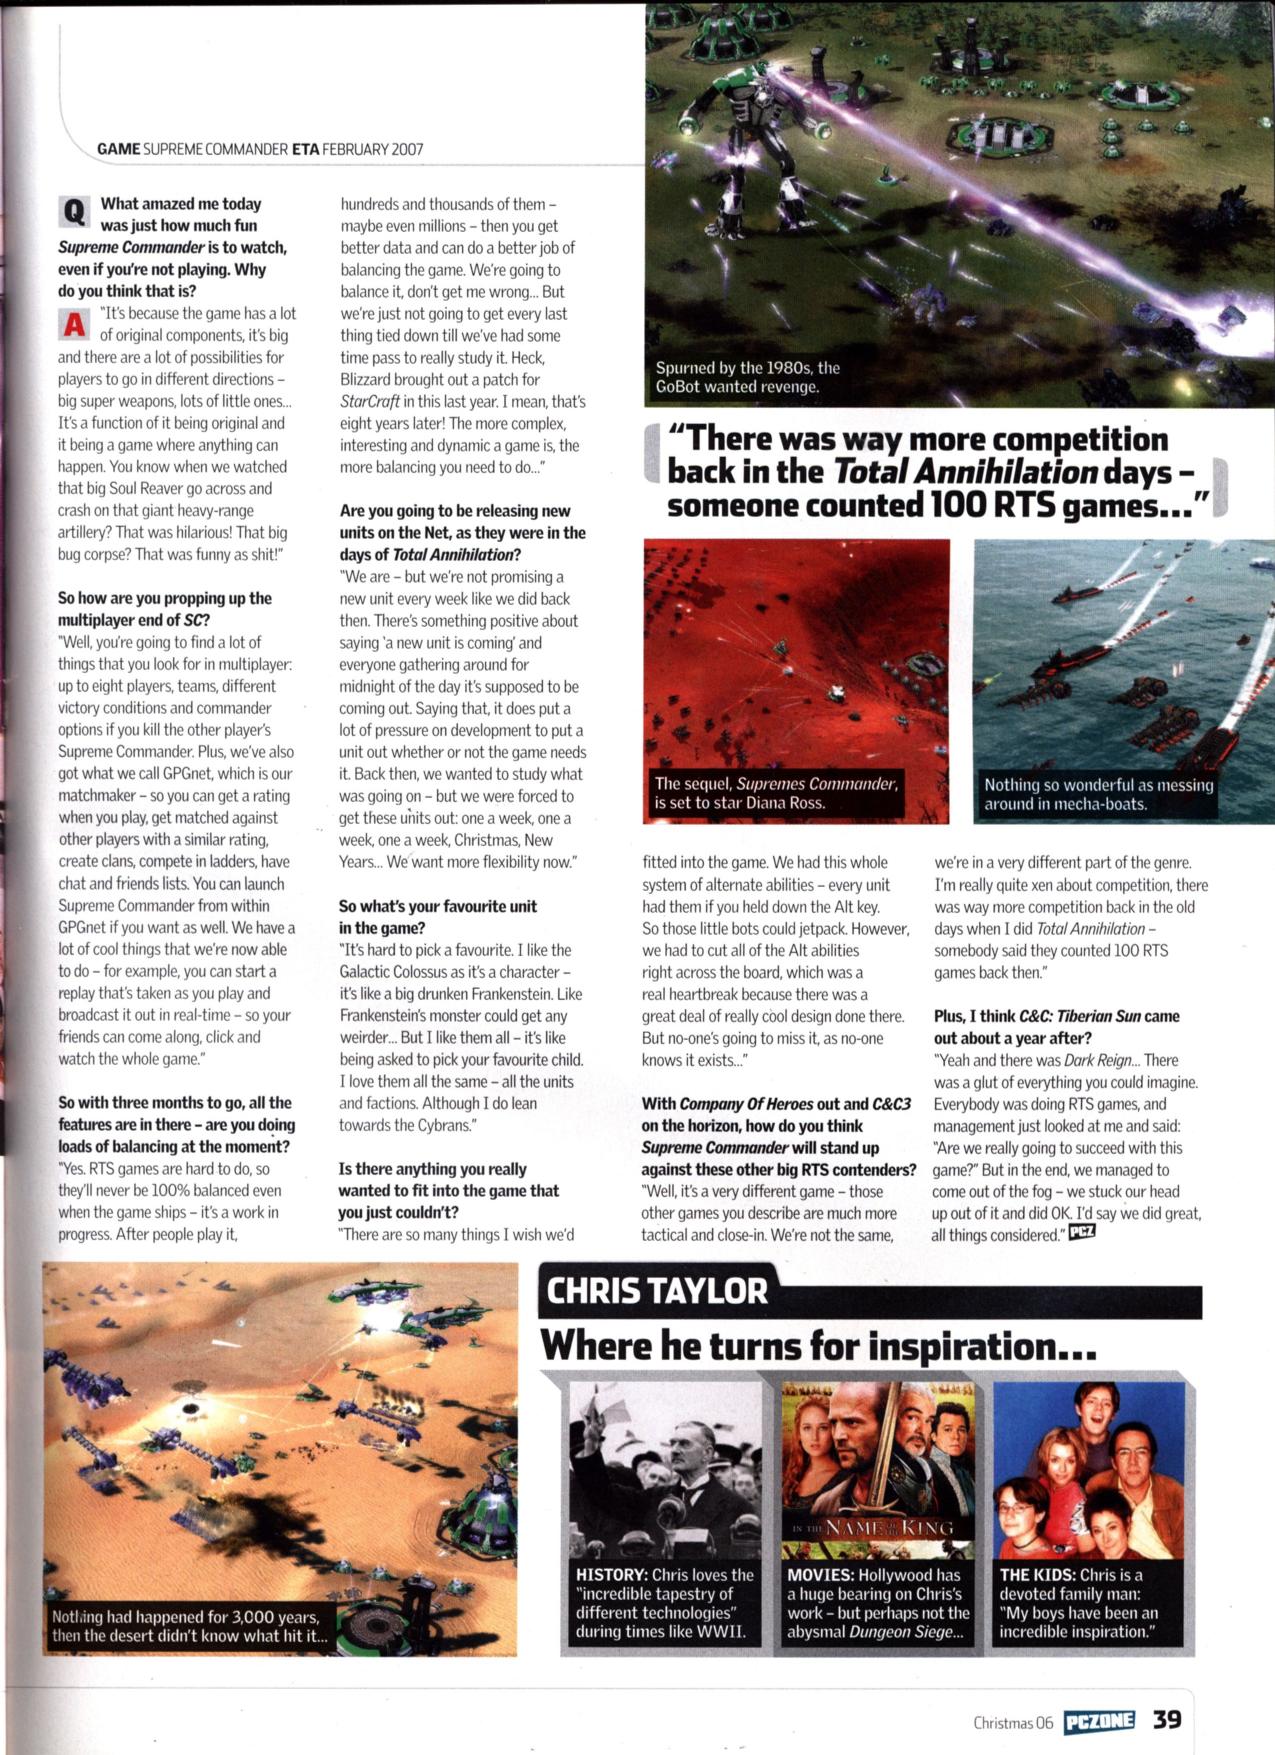 GAME SUPREME COMMANDER ETA FEBRUARY 2007
Q What amazed me today
was just how much fun
Supreme Commander is to watch,
even if you're not playing. Why
do you think that is?
A "It's because the game has a lot
of original components, it's big
and there are a lot of possibilities for
players to go in different directions –
big super weapons, lots of little ones...
It's a function of it being original and
it being a game where anything can
happen. You know when we watched
that big Soul Reaver go across and
crash on that giant heavy-range
artillery? That was hilarious! That big
bug corpse? That was funny as shit!"
So how are you propping up the
multiplayer end of SC?
"Well, you're going to find a lot of
things that you look for in multiplayer:
up to eight players, teams, different
victory conditions and commander
options if you kill the other player's
Supreme Commander. Plus, we've also
got what we call GPGnet, which is our
matchmaker – so you can get a rating
when you play, get matched against
other players with a similar rating,
create clans, compete in ladders, have
chat and friends lists. You can launch
Supreme Commander from within
GPGnet if you want as well. We have a
lot of cool things that we're now able
to do – for example, you can start a
replay that's taken as you play and
broadcast it out in real-time – so your
friends can come along, click and
watch the whole game."
So with three months to go, all the
features are in there – are you doing
loads of balancing at the moment?
"Yes. RTS games are hard to do, so
they'll never be 100% balanced even
when the game ships – it's a work in
progress. After people play it,
hundreds and thousands of them –
maybe even millions – then you get
better data and can do a better job of
balancing the game. We're going to
balance it, don't get me wrong... But
we're just not going to get every last
thing tied down till we've had some
time pass to really study it. Heck,
Blizzard brought out a patch for
StarCraft in this last year. I mean, that's
eight years later! The more complex,
interesting and dynamic a game is, the
more balancing you need to do..."
Are you going to be releasing new
units on the Net, as they were in the
days of Total Annihilation?
"We are – but we're not promising a
new unit every week like we did back
then. There's something positive about
saying 'a new unit is coming' and
everyone gathering around for
midnight of the day it's supposed to be
coming out. Saying that, it does put a
lot of pressure on development to put a
unit out whether or not the game needs
it. Back then, we wanted to study what
was going on – but we were forced to
get these units out: one a week, one a
week, one a week, Christmas, New
Years... We want more flexibility now."
So what's your favourite unit
in the game?
"It's hard to pick a favourite. I like the
Galactic Colossus as it's a character –
it's like a big drunken Frankenstein. Like
Frankenstein's monster could get any
weirder... But I like them all – it's like
being asked to pick your favourite child.
I love them all the same – all the units
and factions. Although I do lean
towards the Cybrans."
Is there anything you really
wanted to fit into the game that
you just couldn't?
"There are so many things I wish we'd
Spurned by the 1980s, the
GoBot wanted revenge.
"There was way more competition
back in the Total Annihilation days –
someone counted 100 RTS games..."
The sequel, Supremes Commander,
is set to star Diana Ross.
Nothing so wonderful as messing
around in mecha-boats.
fitted into the game. We had this whole
system of alternate abilities – every unit
had them if you held down the Alt key.
So those little bots could jetpack. However,
we had to cut all of the Alt abilities
right across the board, which was a
real heartbreak because there was a
great deal of really cool design done there.
But no-one's going to miss it, as no-one
knows it exists..."
With Company Of Heroes out and C&C3
on the horizon, how do you think
Supreme Commander will stand up
against these other big RTS contenders?
"Well, it's a very different game – those
other games you describe are much more
tactical and close-in. We're not the same,
we're in a very different part of the genre.
I'm really quite xen about competition, there
was way more competition back in the old
days when I did Total Annihilation –
somebody said they counted 100 RTS
games back then."
Plus, I think C&C: Tiberian Sun came
out about a year after?
"Yeah and there was Dark Reign... There
was a glut of everything you could imagine.
Everybody was doing RTS games, and
management just looked at me and said:
"Are we really going to succeed with this
game?" But in the end, we managed to
come out of the fog – we stuck our head
up out of it and did OK. I'd say we did great,
all things considered." PCZ
Nothing had happened for 3,000 years,
then the desert didn't know what hit it...
CHRIS TAYLOR
Where he turns for inspiration...
IN THE NAME OF THE KING
HISTORY: Chris loves the
"incredible tapestry of
different technologies"
during times like WWII.
MOVIES: Hollywood has
a huge bearing on Chris's
work – but perhaps not the
abysmal Dungeon Siege...
THE KIDS: Chris is a
devoted family man:
"My boys have been an
incredible inspiration."
Christmas 06 PCZONE 39